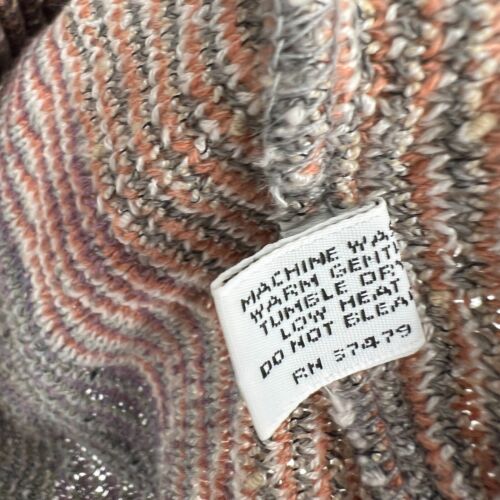 MACHINE WA
WARM GENTL
TUMBLE DR
LOW HEAT
DO NOT BLEA
RN 57479